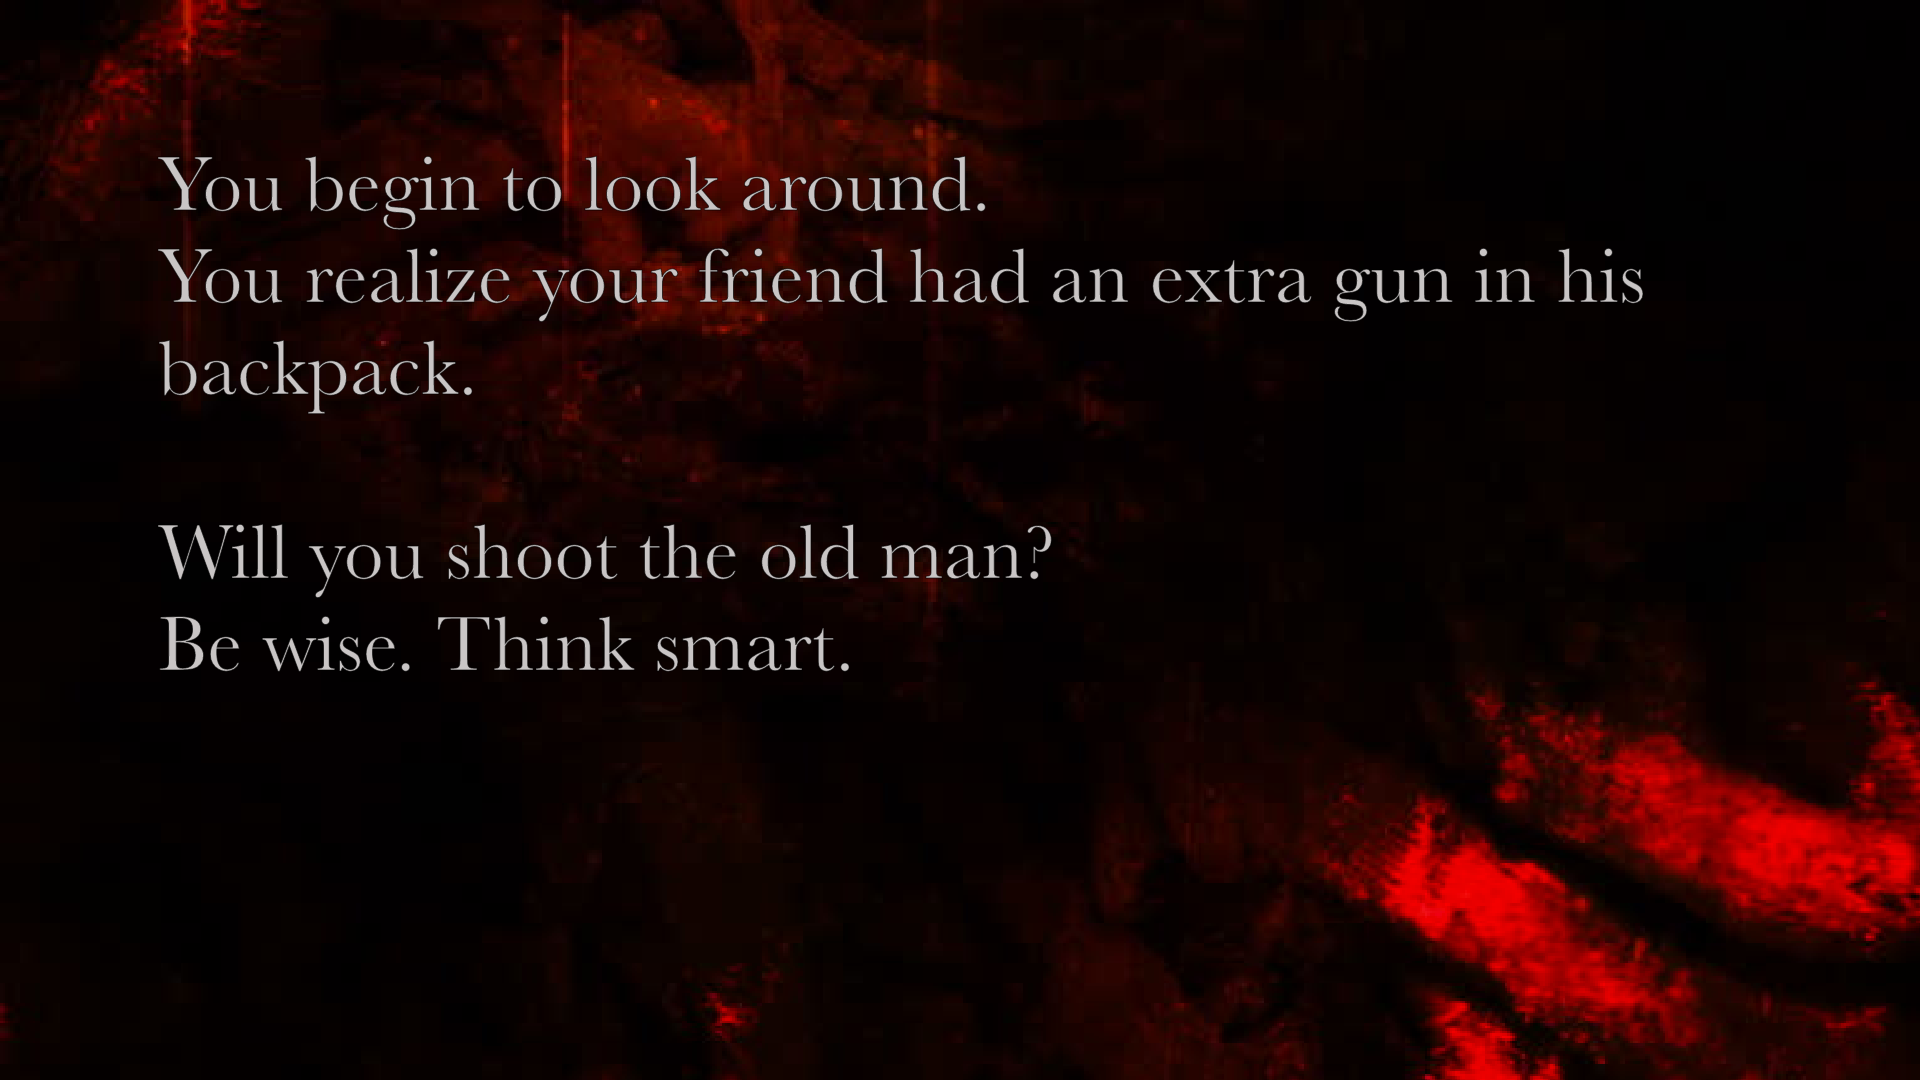 You begin to look around.
You realize your friend had an extra gun in his
backpack.
Will you shoot the old man?
Be wise. Think smart.